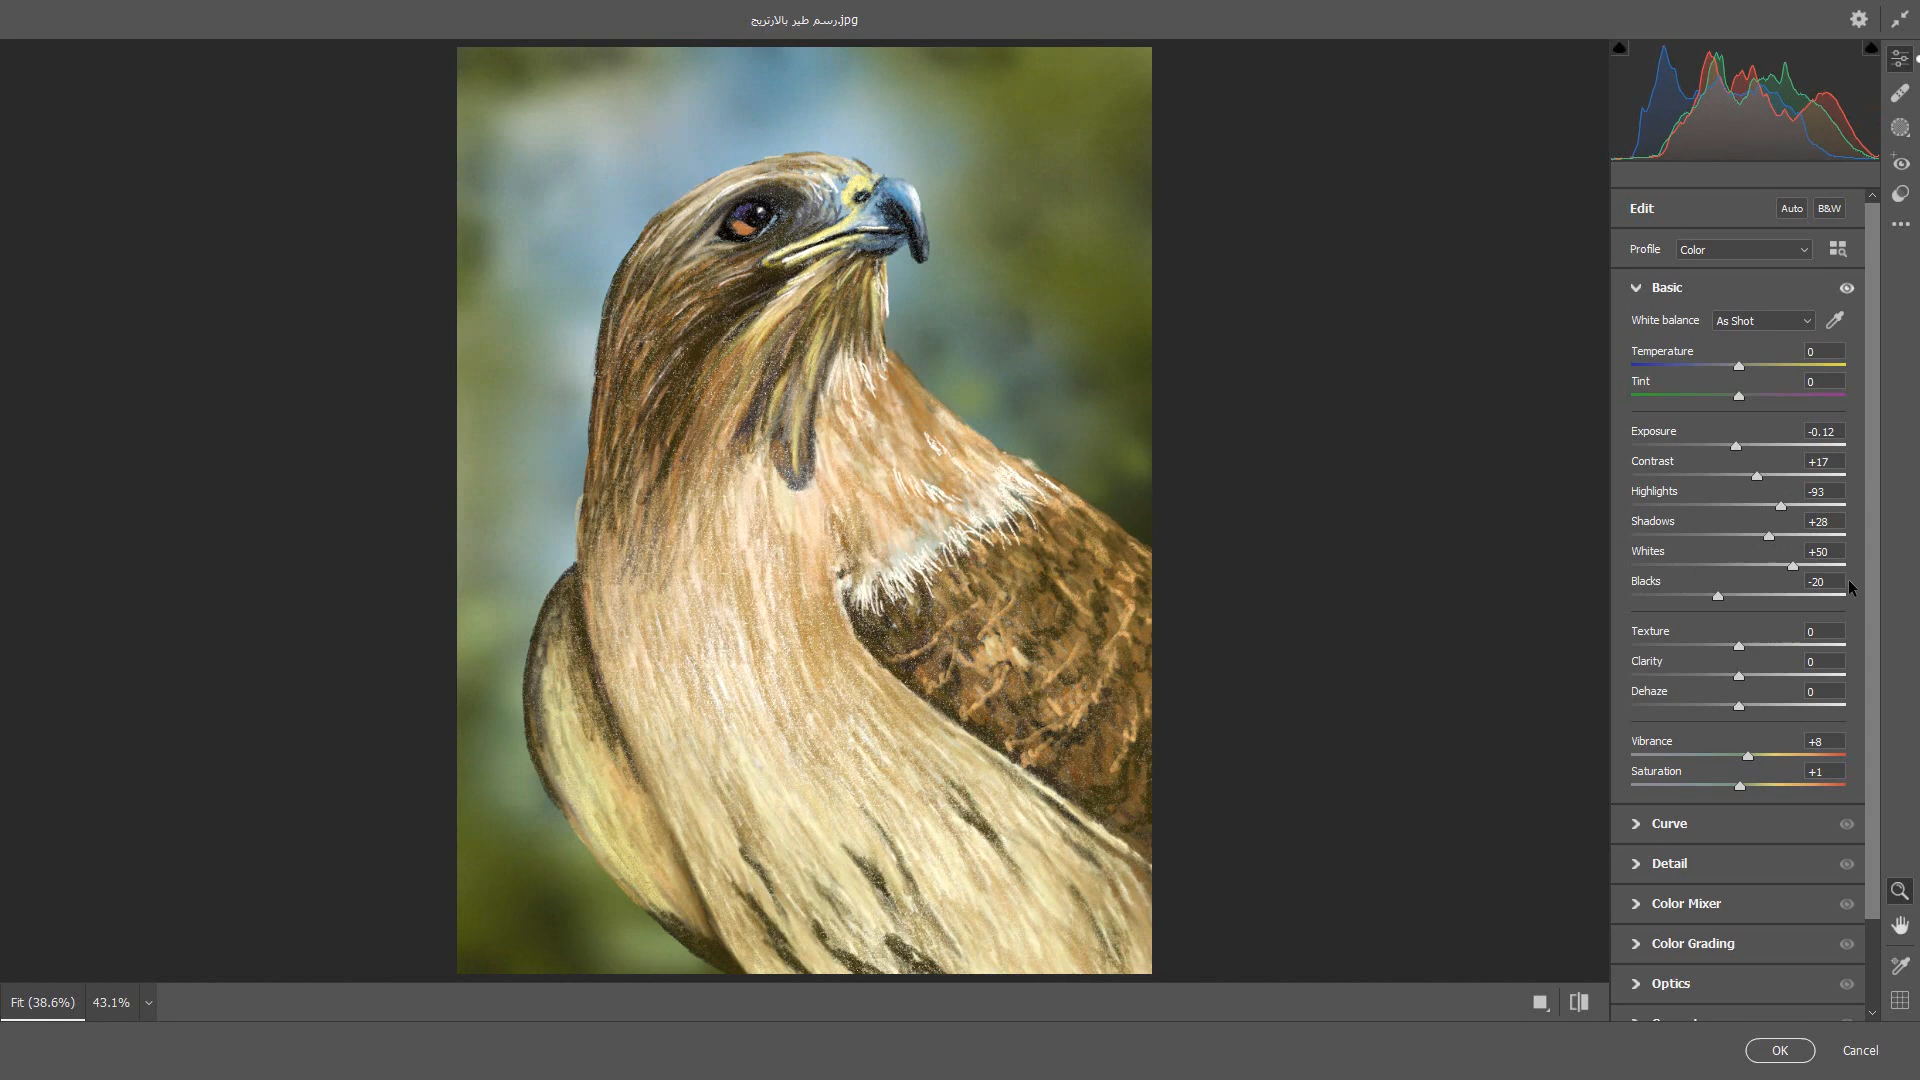 رسم طير بالارتريج.jpg
Edit
Auto
B&W
Profile
Color
Basic
White balance
As Shot
Temperature
0
Tint
0
Exposure
-0.12
Contrast
+17
Highlights
-93
Shadows
+28
Whites
+50
Blacks
-20
Texture
0
Clarity
0
Dehaze
0
Vibrance
+8
Saturation
+1
Curve
Detail
Color Mixer
Color Grading
Optics
Fit (38.6%)
43.1%
OK
Cancel